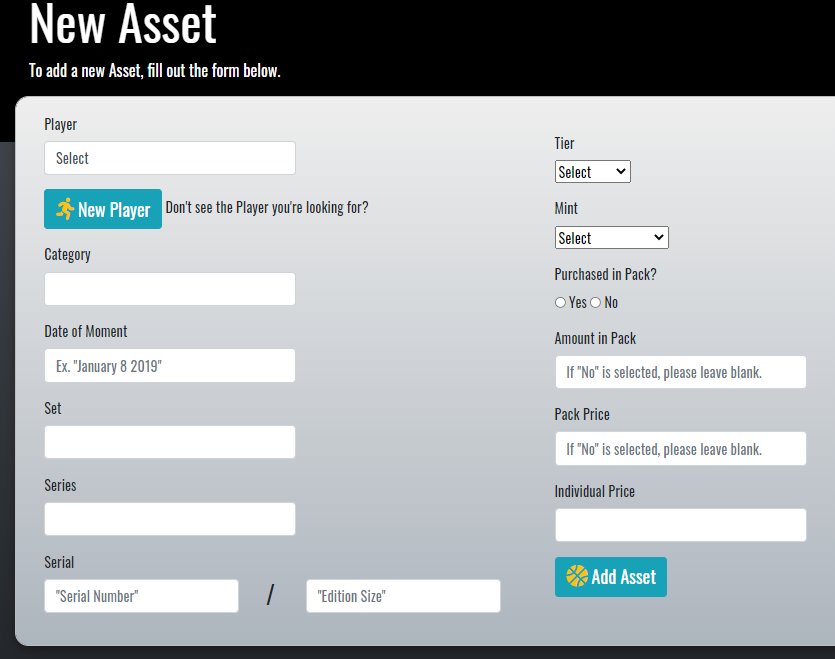 New Asset
To add a new Asset, fill out the form below.
Player
Select
New Player Don't see the Player you're looking for?
Category
Date of Moment
Ex. "January 8 2019"
Set
Series
Serial
"Serial Number" / "Edition Size"
Tier
Select
Mint
Select
Purchased in Pack?
Yes No
Amount in Pack
If "No" is selected, please leave blank.
Pack Price
If "No" is selected, please leave blank.
Individual Price
Add Asset